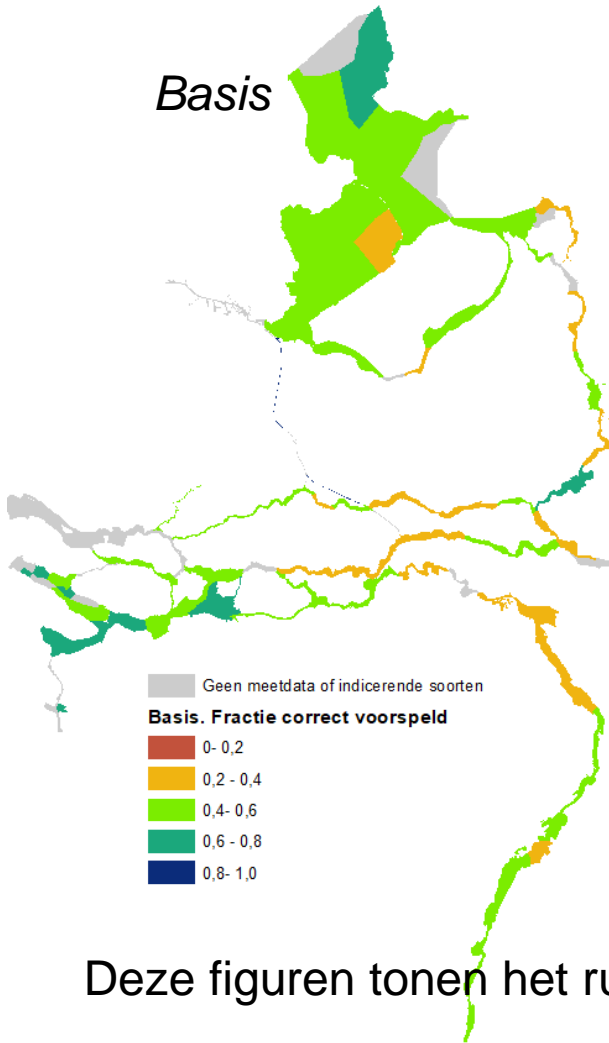 Basis
Geen meetdata of indicerende soorten
Basis. Fractie correct voorspeld
0- 0,2
0,2 - 0,4
0,4- 0,6
0,6 - 0,8
0,8- 1,0
Deze figuren tonen het ru